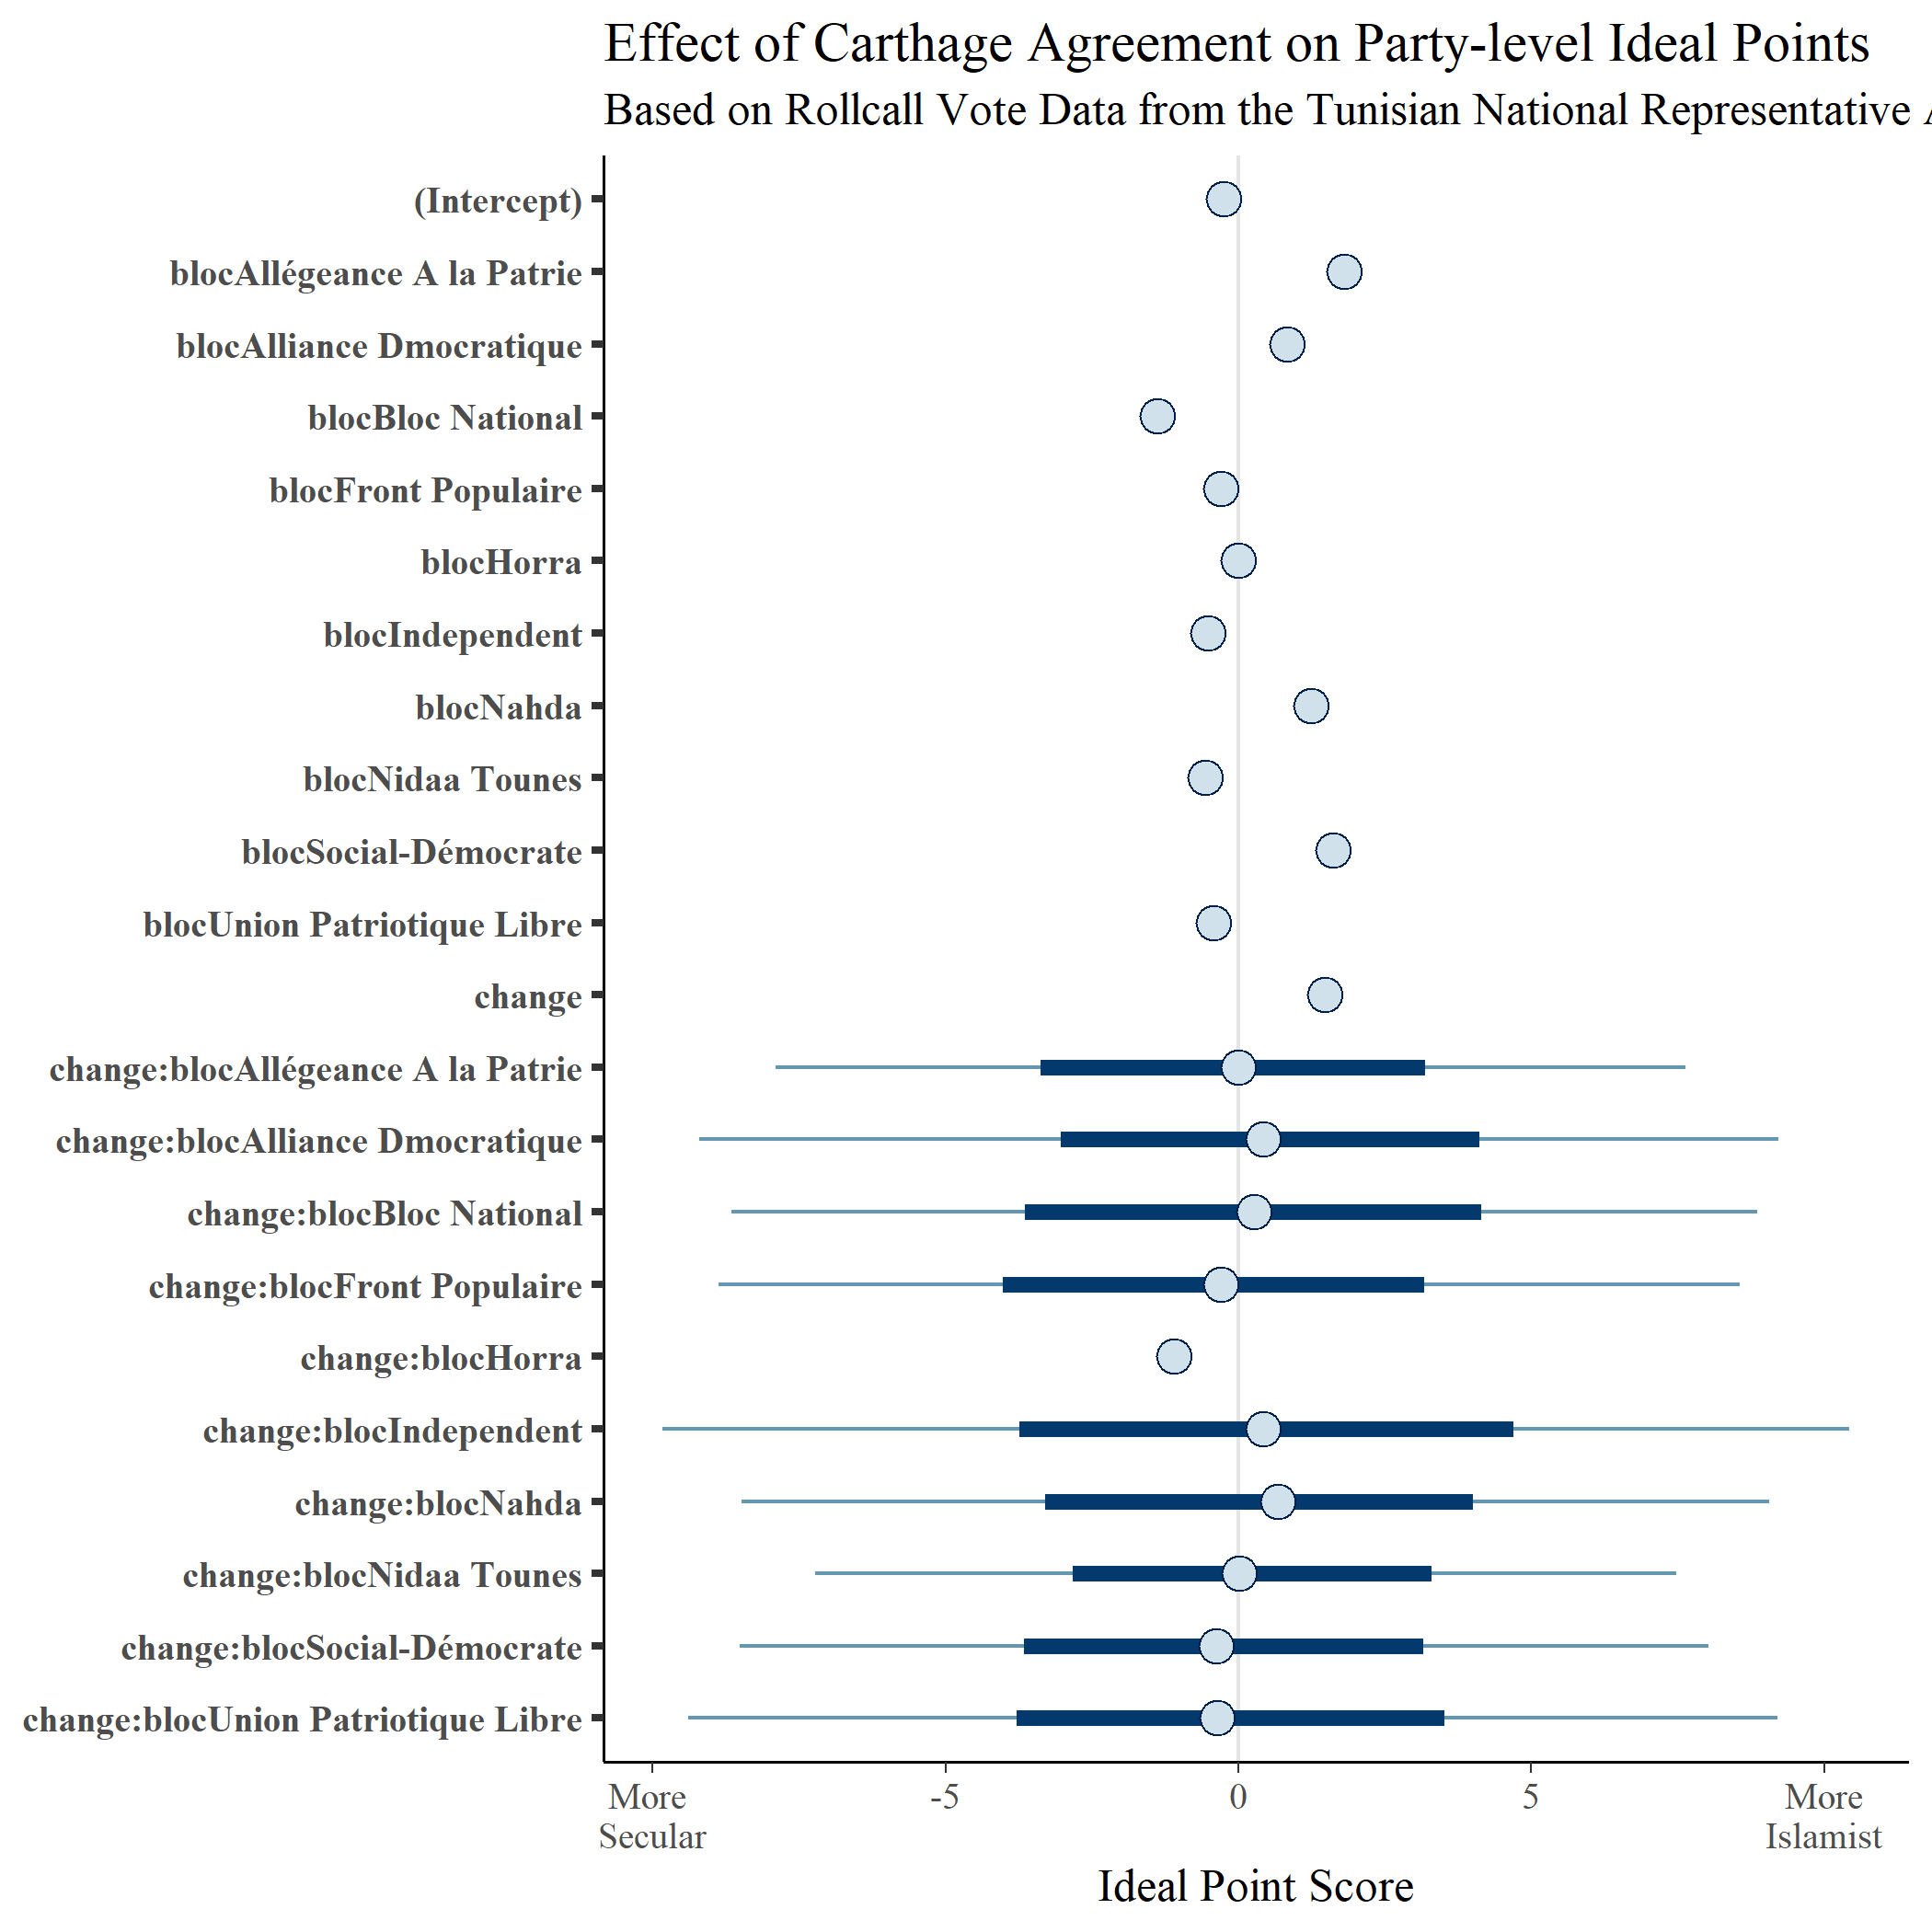 Effect of Carthage Agreement on Party-level Ideal Points
Based on Rollcall Vote Data from the Tunisian National Representative
(Intercept)
blocAllégeance A la Patrie
blocAlliance Dmocratique
blocBloc National
blocFront Populaire
blocHorra
blocIndependent
blocNahda
blocNidaa Tounes
blocSocial-Démocrate
blocUnion Patriotique Libre
change
change:blocAllégeance A la Patrie
change:blocAlliance Dmocratique
change:blocBloc National
change:blocFront Populaire
change:blocHorra
change:blocIndependent
change:blocNahda
change:blocNidaa Tounes
change:blocSocial-Démocrate
change:blocUnion Patriotique Libre
More
Secular
-5
0
5
More
Islamist
Ideal Point Score